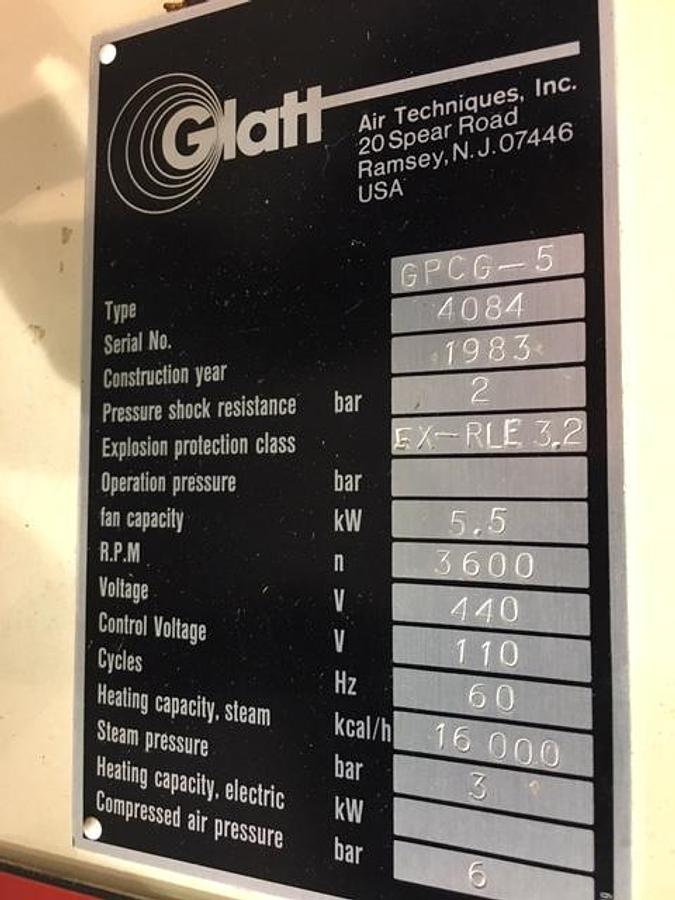 Glatt
Air Techniques, Inc.
20 Spear Road
Ramsey, N.J. 07446
USA
Type GPCG-5
Serial No. 4084
Construction year 1983
Pressure shock resistance bar 2
Explosion protection class EX-RLE 3.2
Operation pressure bar
fan capacity kW 5.5
R.P.M n 3600
Voltage V 440
Control Voltage V 110
Cycles Hz 60
Heating capacity, steam kcal/h 16 000
Steam pressure bar 3
Heating capacity, electric kW
Compressed air pressure bar 6